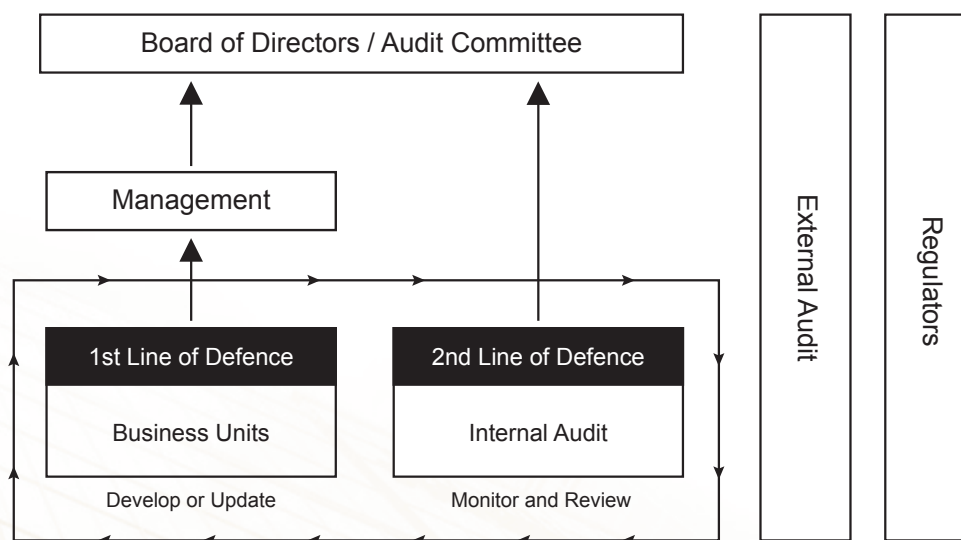 Board of Directors / Audit Committee
Management
1st Line of Defence
Business Units
Develop or Update
2nd Line of Defence
Internal Audit
Monitor and Review
External Audit
Regulators